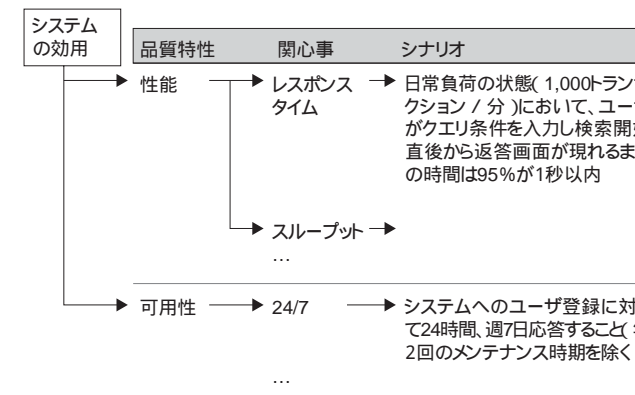 システム
の効用
品質特性 関心事 シナリオ
性能 レスポンス 日常負荷の状態( 1,000トラン
タイム クション / 分 )において、ユー
がクエリ条件を入力し検索開
直後から返答画面が現れるま
の時間は95%が1秒以内
スループット
…
可用性 24/7 システムへのユーザ登録に対
て24時間、週7日応答すること(
2回のメンテナンス時期を除く
…